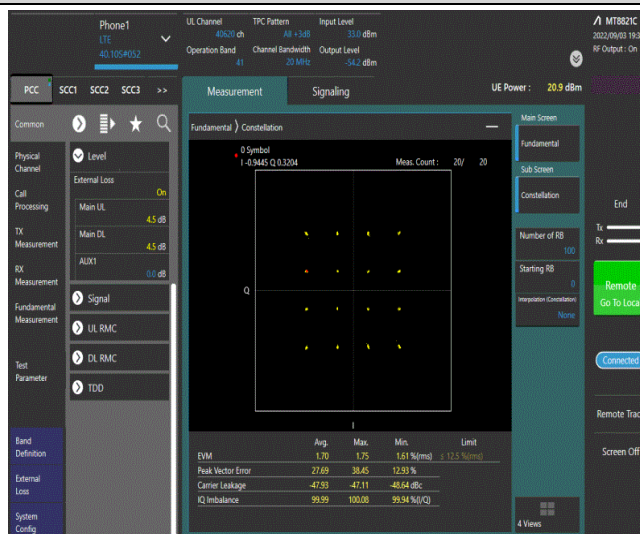 Phone1
LTE
40.105#052
UL Channel TPC Pattern Input Level
40620 ch All +3dB 33.0 dBm
Operation Band Channel Bandwidth Output Level
41 20 MHz -54.2 dBm
MT8821C
2022/09/03 19:3
RF Output : On
PCC SCC1 SCC2 SCC3 >>
Measurement Signaling
UE Power : 20.9 dBm
Common
Physical
Channel
Call
Processing
TX
Measurement
RX
Measurement
Fundamental
Measurement
Test
Parameter
Band
Definition
External
Loss
System
Config
Level
External Loss
On
Main UL
4.5 dB
Main DL
4.5 dB
AUX1
0.0 dB
Signal
UL RMC
DL RMC
TDD
Fundamental Constellation
0 Symbol
I -0.9445 Q 0.3204 Meas. Count : 20/ 20
Q
I
Avg. Max. Min. Limit
EVM 1.70 1.75 1.61 %(rms) ≤ 12.5 %(rms)
Peak Vector Error 27.69 38.45 12.93 %
Carrier Leakage -47.93 -47.11 -48.64 dBc
IQ Imbalance 99.99 100.08 99.94 %(I/Q)
Main Screen
Fundamental
Sub Screen
Constellation
Number of RB
100
Starting RB
0
Interpolation (Constellation)
None
4 Views
End
Tx
Rx
Remote
Go To Loca
Connected
Remote Trac
Screen Off